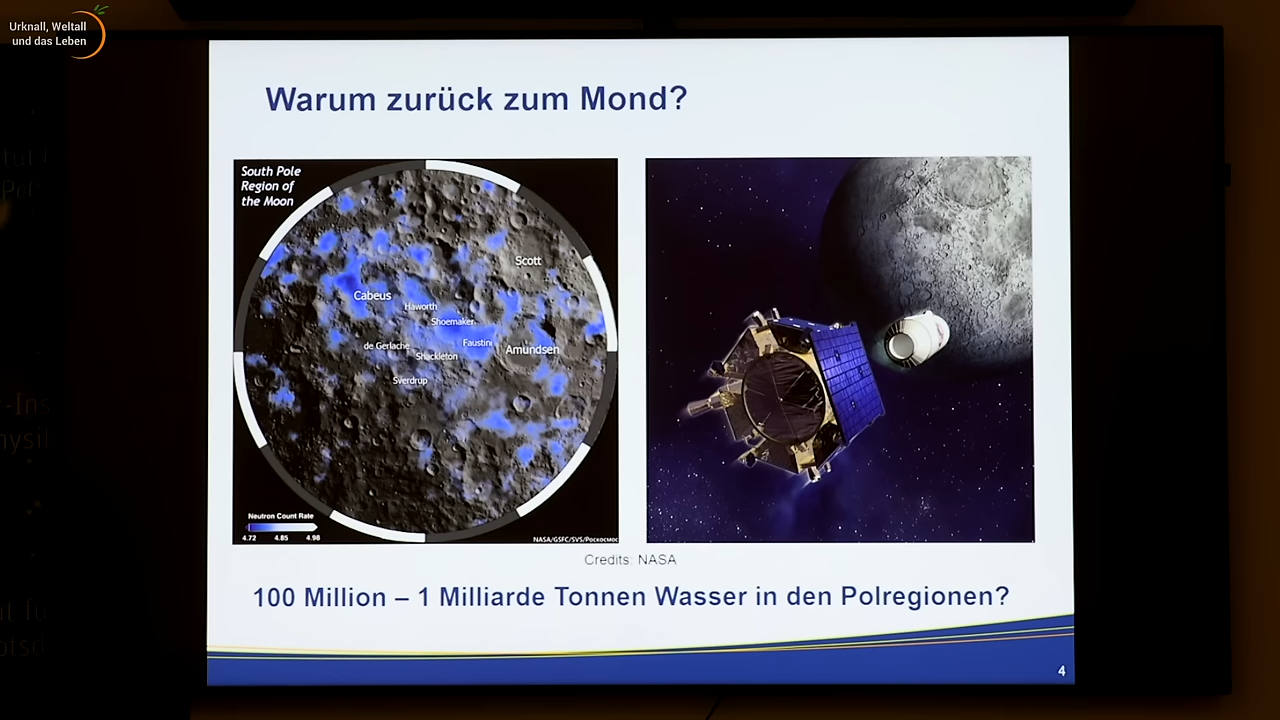 Urknall, Weltall
und das Leben
Warum zurück zum Mond?
South Pole
Region of
the Moon
Scott
Cabeus
Haworth
Shoemaker
Faustini
de Gerlache
Amundsen
Shackleton
Sverdrup
Neutron Count Rate
4.72 4.85 4.98
NASA/GSFC/SVS/Роскосмос
Credits: NASA
100 Million – 1 Milliarde Tonnen Wasser in den Polregionen?
4